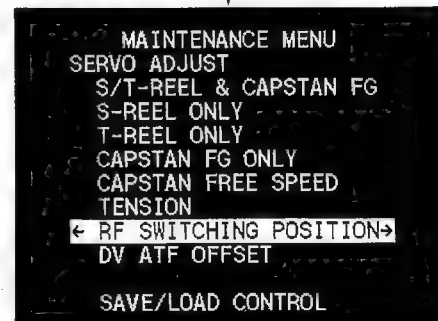 MAINTENANCE MENU
SERVO ADJUST
S/T-REEL & CAPSTAN FG
S-REEL ONLY
T-REEL ONLY
CAPSTAN FG ONLY
CAPSTAN FREE SPEED
TENSION
← RF SWITCHING POSITION→
DV ATF OFFSET
SAVE/LOAD CONTROL